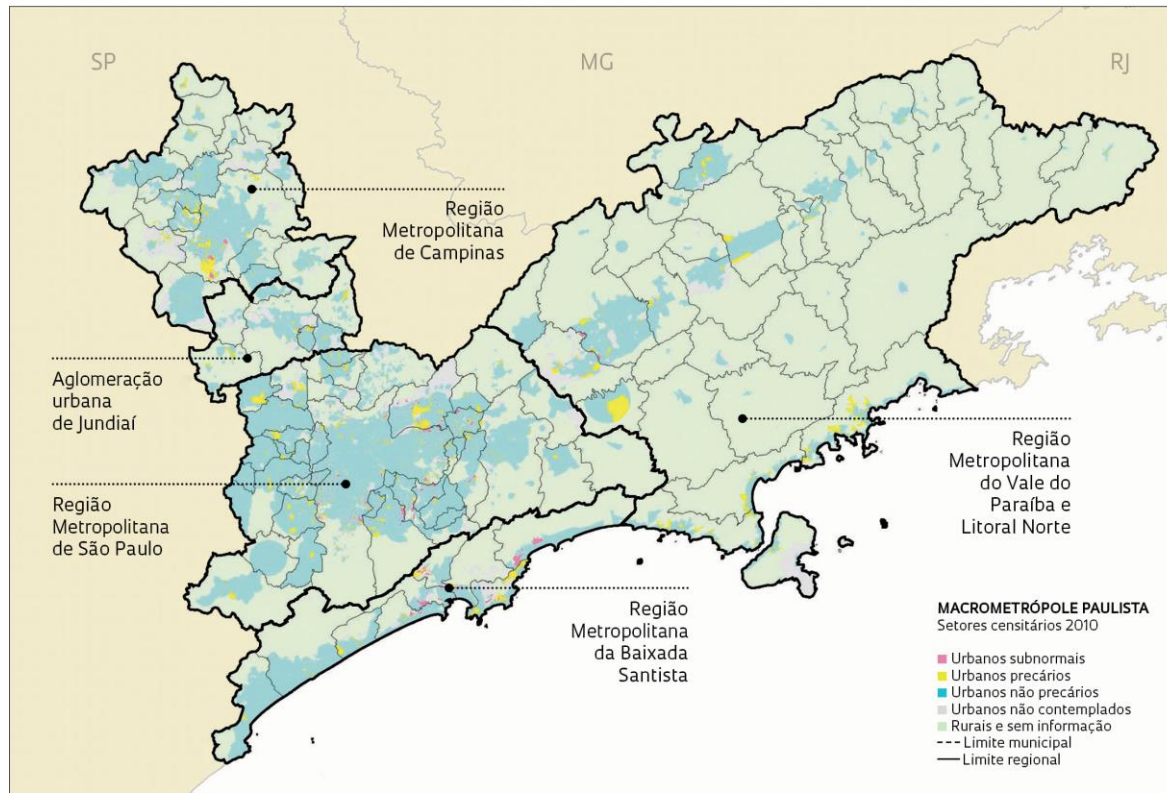 SP
MG
RJ
Região
Metropolitana
de Campinas
Aglomeração
urbana
de Jundiaí
Região
Metropolitana
de São Paulo
Região
Metropolitana
do Vale do
Paraíba e
Litoral Norte
Região
Metropolitana
da Baixada
Santista
MACROMETRÓPOLE PAULISTA
Setores censitários 2010
Urbanos subnormais
Urbanos precários
Urbanos não precários
Urbanos não contemplados
Rurais e sem informação
Limite municipal
Limite regional